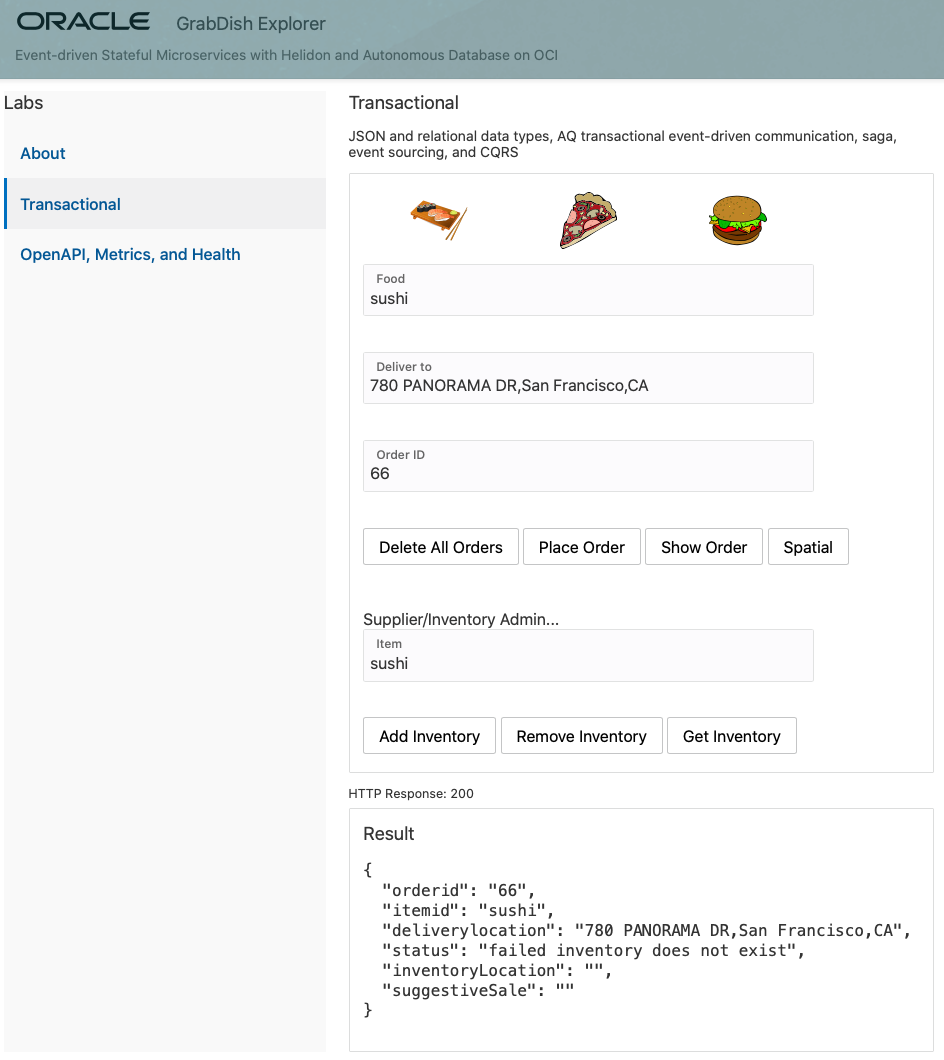 ORACLE GrabDish Explorer
Event-driven Stateful Microservices with Helidon and Autonomous Database on OCI
Labs
About
Transactional
OpenAPI, Metrics, and Health
Transactional
JSON and relational data types, AQ transactional event-driven communication, saga,
event sourcing, and CQRS
Food
sushi
Deliver to
780 PANORAMA DR,San Francisco,CA
Order ID
66
Delete All Orders Place Order Show Order Spatial
Supplier/Inventory Admin...
Item
sushi
Add Inventory Remove Inventory Get Inventory
HTTP Response: 200
Result
{
  "orderid": "66",
  "itemid": "sushi",
  "deliverylocation": "780 PANORAMA DR,San Francisco,CA",
  "status": "failed inventory does not exist",
  "inventoryLocation": "",
  "suggestiveSale": ""
}